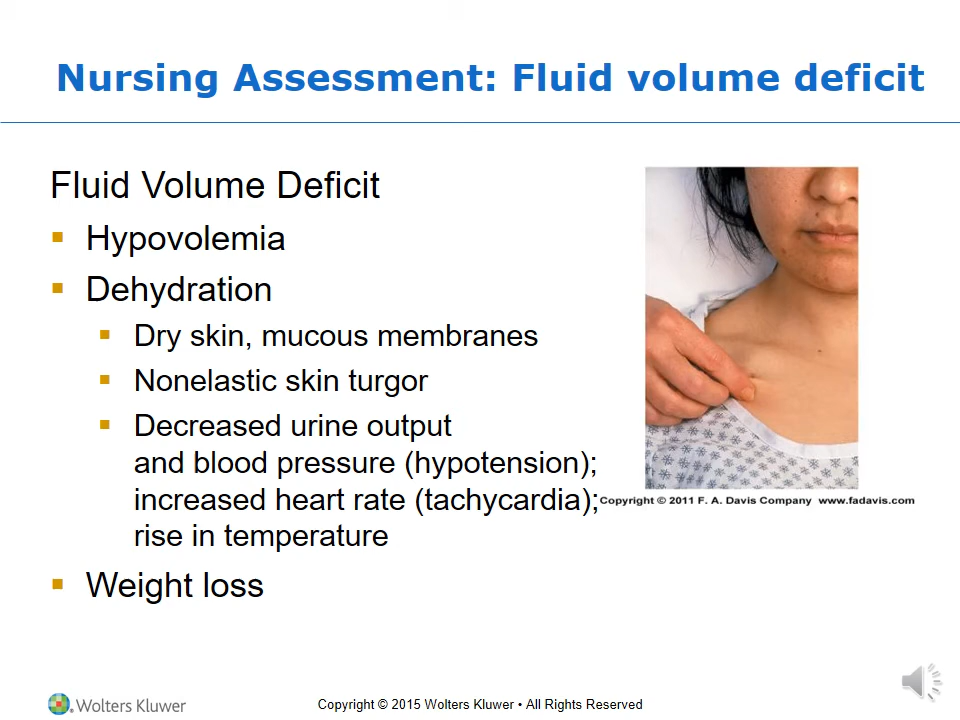 Nursing Assessment: Fluid volume deficit
Fluid Volume Deficit
Hypovolemia
Dehydration
Dry skin, mucous membranes
Nonelastic skin turgor
Decreased urine output
and blood pressure (hypotension);
increased heart rate (tachycardia);
rise in temperature
Weight loss
Copyright © 2011 F. A. Davis Company www.fadavis.com
Wolters Kluwer
Copyright © 2015 Wolters Kluwer • All Rights Reserved